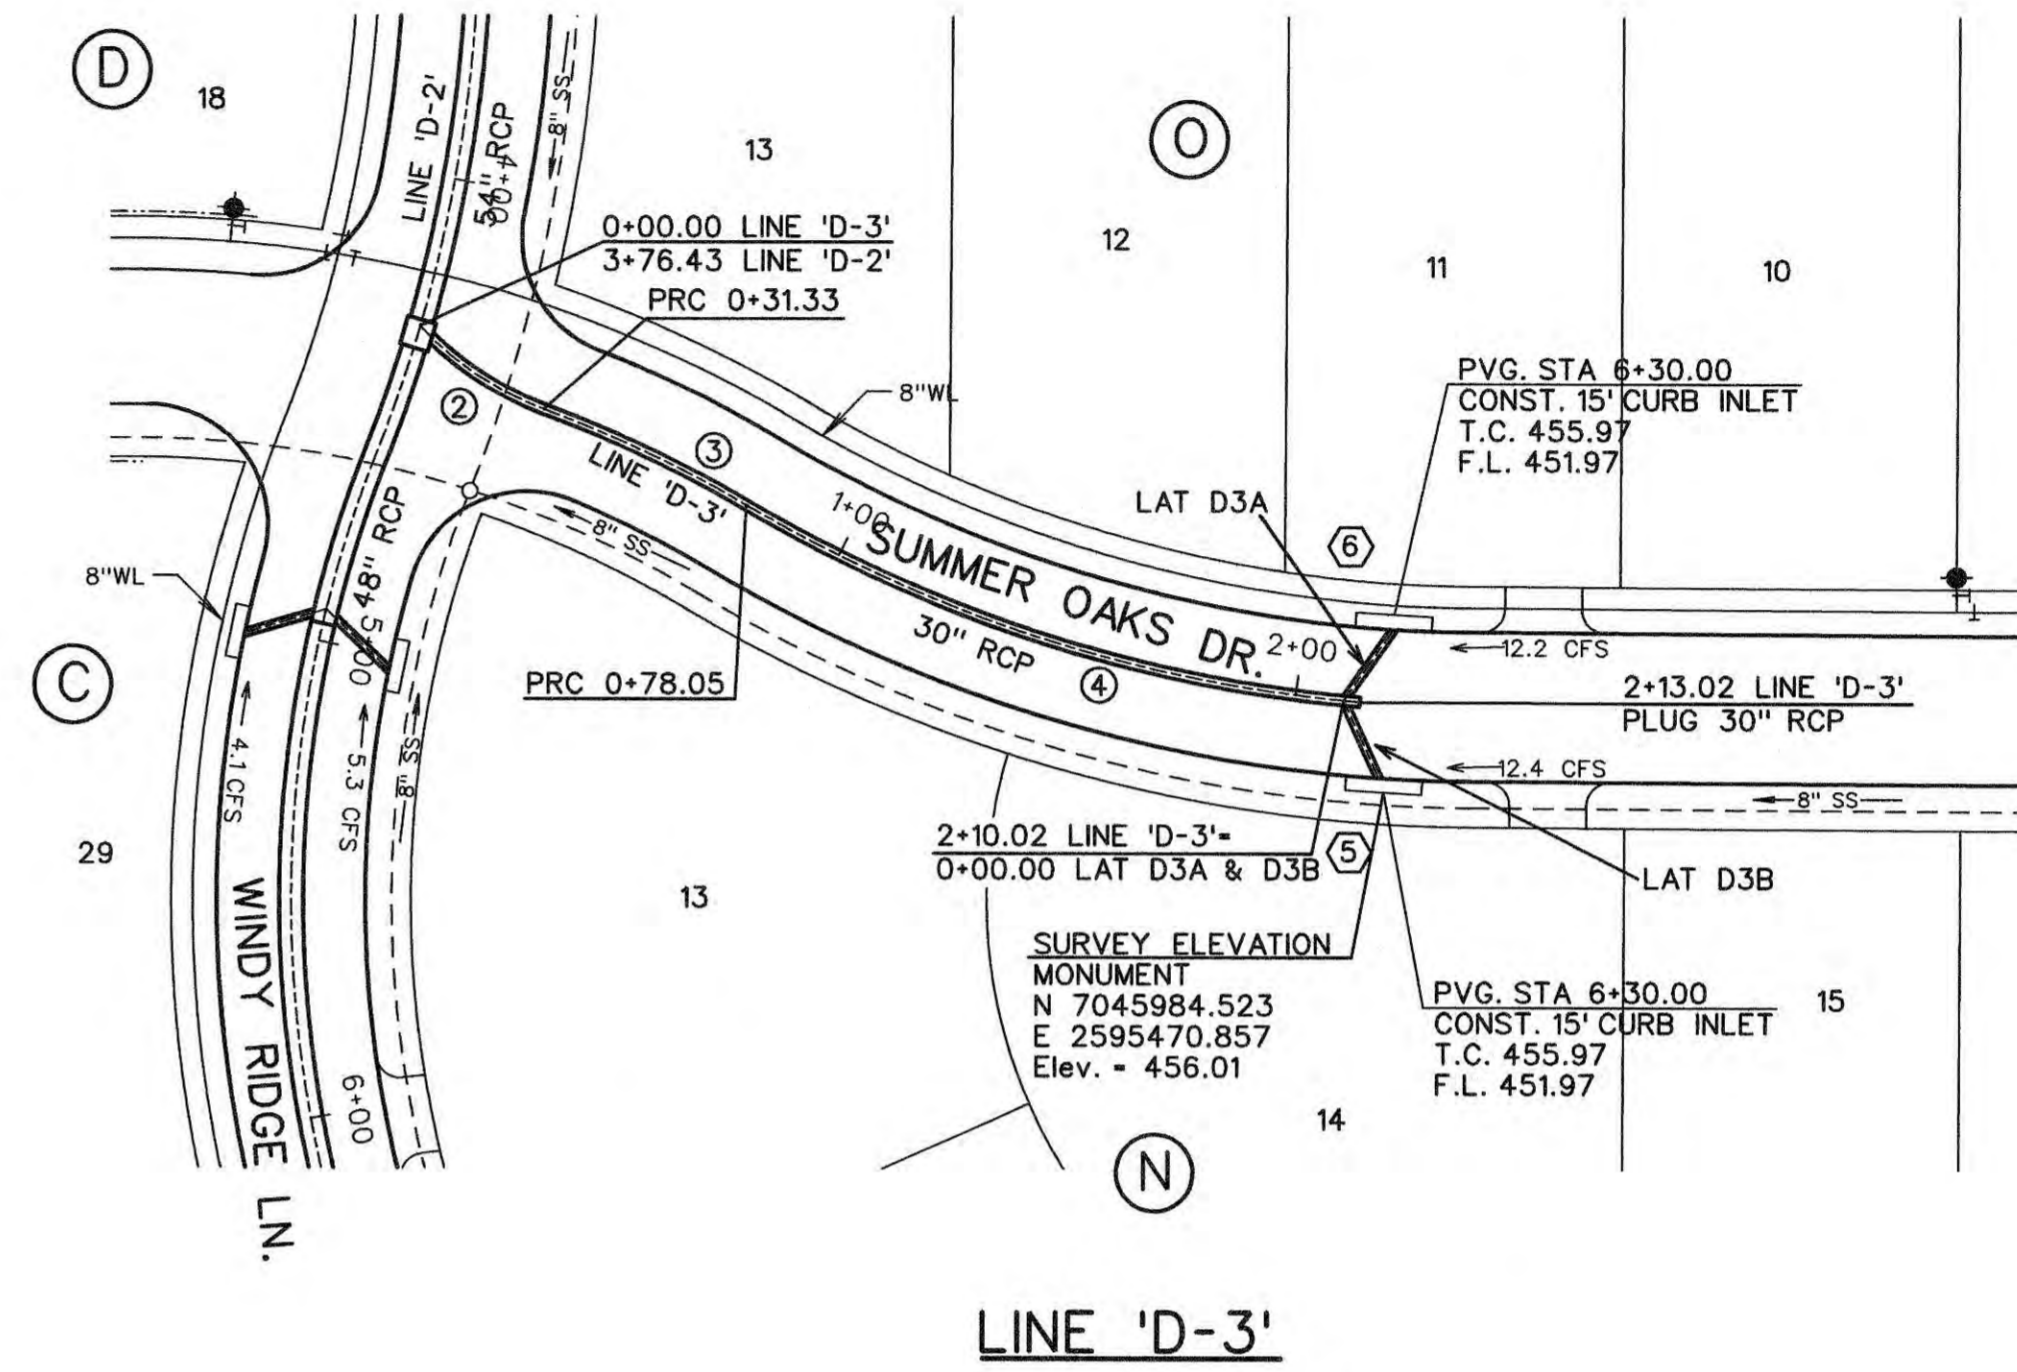 D
18
LINE 'D-2'
54" RCP
4+00
8" SS
13
O
12
11
10
0+00.00 LINE 'D-3'
3+76.43 LINE 'D-2'
PRC 0+31.33
8"WL
PVG. STA 6+30.00
CONST. 15' CURB INLET
T.C. 455.97
F.L. 451.97
2
3
LINE 'D-3'
1+00
SUMMER OAKS DR.
LAT D3A
6
8" SS
48" RCP
8"WL
5+00
30" RCP
4
2+00
12.2 CFS
PRC 0+78.05
2+13.02 LINE 'D-3'
PLUG 30" RCP
C
4.1 CFS
5.3 CFS
8" SS
12.4 CFS
8" SS
29
13
2+10.02 LINE 'D-3'=
0+00.00 LAT D3A & D3B
5
LAT D3B
WINDY RIDGE LN.
SURVEY ELEVATION
MONUMENT
N 7045984.523
E 2595470.857
Elev. = 456.01
PVG. STA 6+30.00
CONST. 15' CURB INLET
T.C. 455.97
F.L. 451.97
15
6+00
14
N
LINE 'D-3'